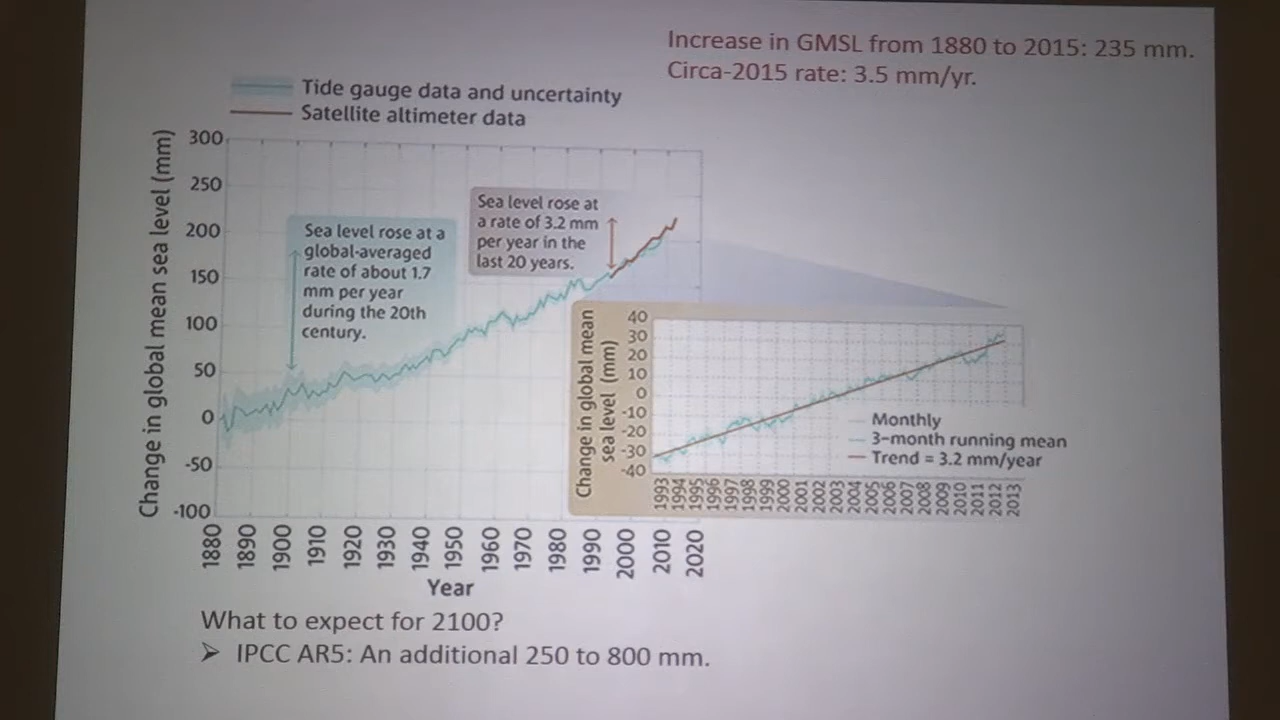 Increase in GMSL from 1880 to 2015: 235 mm.
Circa-2015 rate: 3.5 mm/yr.
Tide gauge data and uncertainty
Satellite altimeter data
Change in global mean sea level (mm)
300
250
200
150
100
50
0
-50
-100
Sea level rose at a
global-averaged
rate of about 1.7
mm per year
during the 20th
century.
Sea level rose at
a rate of 3.2 mm
per year in the
last 20 years.
1880
1890
1900
1910
1920
1930
1940
1950
1960
1970
1980
1990
2000
2010
2020
Year
Change in global mean
sea level (mm)
40
30
20
10
0
-10
-20
-30
-40
Monthly
3-month running mean
Trend = 3.2 mm/year
1993
1994
1995
1996
1997
1998
1999
2000
2001
2002
2003
2004
2005
2006
2007
2008
2009
2010
2011
2012
2013
What to expect for 2100?
➢ IPCC AR5: An additional 250 to 800 mm.